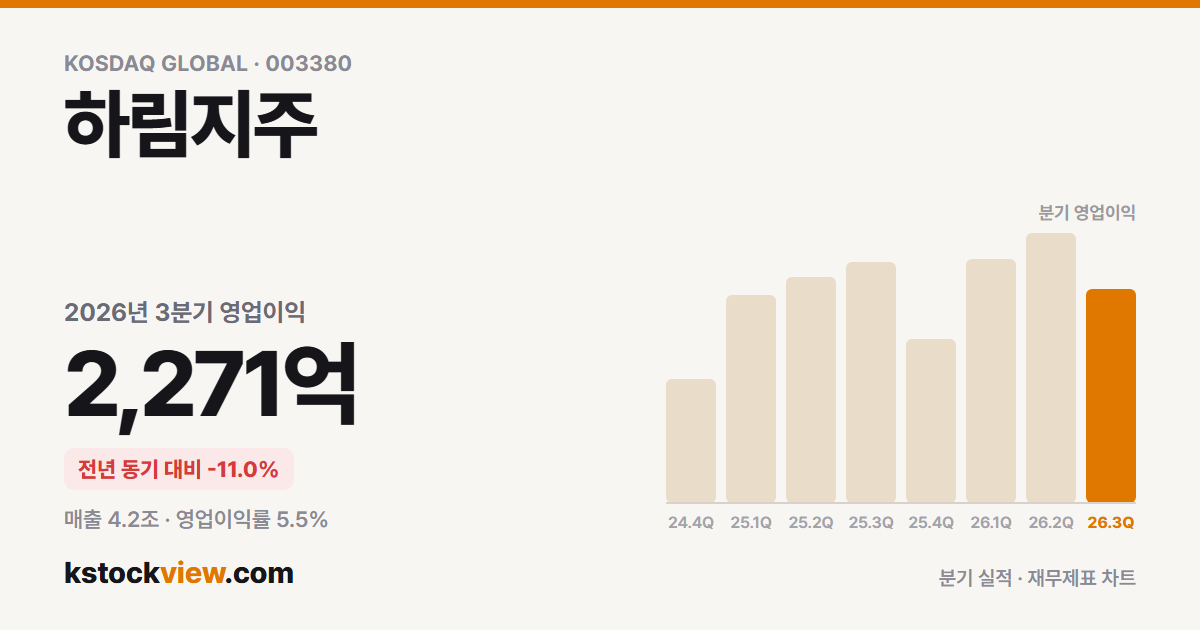 KOSDAQ GLOBAL · 003380
하림지주
분기 영업이익
2026년 3분기 영업이익
2,271억
전년 동기 대비 -11.0%
매출 4.2조 · 영업이익률 5.5%
24.4Q 25.1Q 25.2Q 25.3Q 25.4Q 26.1Q 26.2Q 26.3Q
kstockview.com
분기 실적 · 재무제표 차트